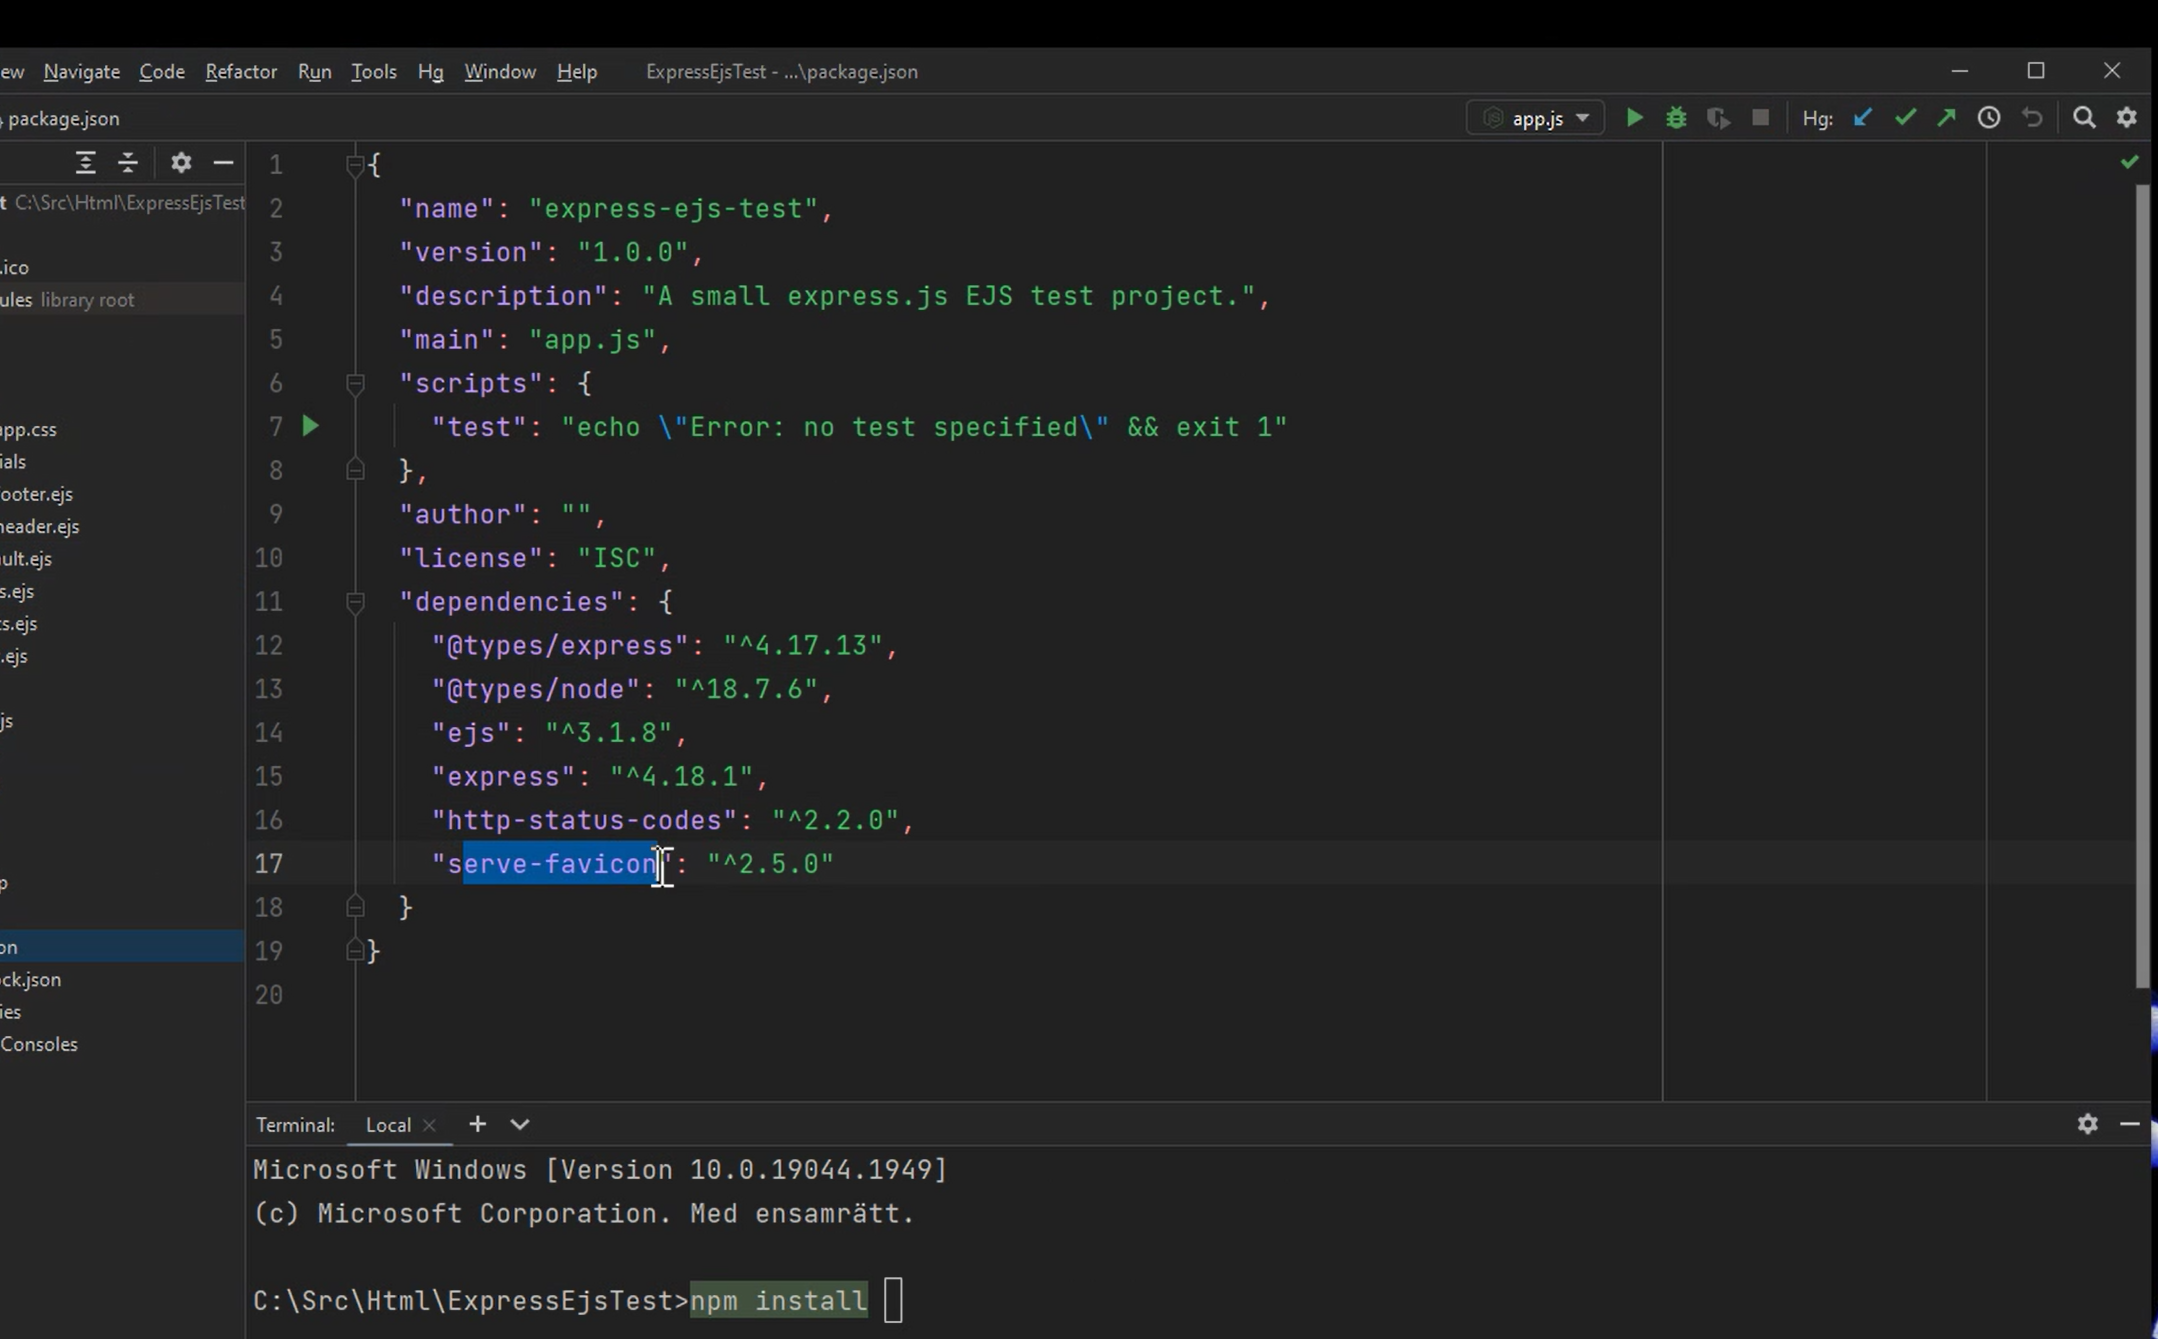 ew Navigate Code Refactor Run Tools Hg Window Help ExpressEjsTest - ...\package.json
package.json app.js Hg:
t C:\Src\Html\ExpressEjsTest
.ico
ules library root
app.css
ials
ooter.ejs
header.ejs
ult.ejs
s.ejs
ts.ejs
.ejs
js
p
on
ock.json
ies
Consoles
1 {
2 "name": "express-ejs-test",
3 "version": "1.0.0",
4 "description": "A small express.js EJS test project.",
5 "main": "app.js",
6 "scripts": {
7 "test": "echo \"Error: no test specified\" && exit 1"
8 },
9 "author": "",
10 "license": "ISC",
11 "dependencies": {
12 "@types/express": "^4.17.13",
13 "@types/node": "^18.7.6",
14 "ejs": "^3.1.8",
15 "express": "^4.18.1",
16 "http-status-codes": "^2.2.0",
17 "serve-favicon": "^2.5.0"
18 }
19 }
20
Terminal: Local
Microsoft Windows [Version 10.0.19044.1949]
(c) Microsoft Corporation. Med ensamrätt.
C:\Src\Html\ExpressEjsTest>npm install